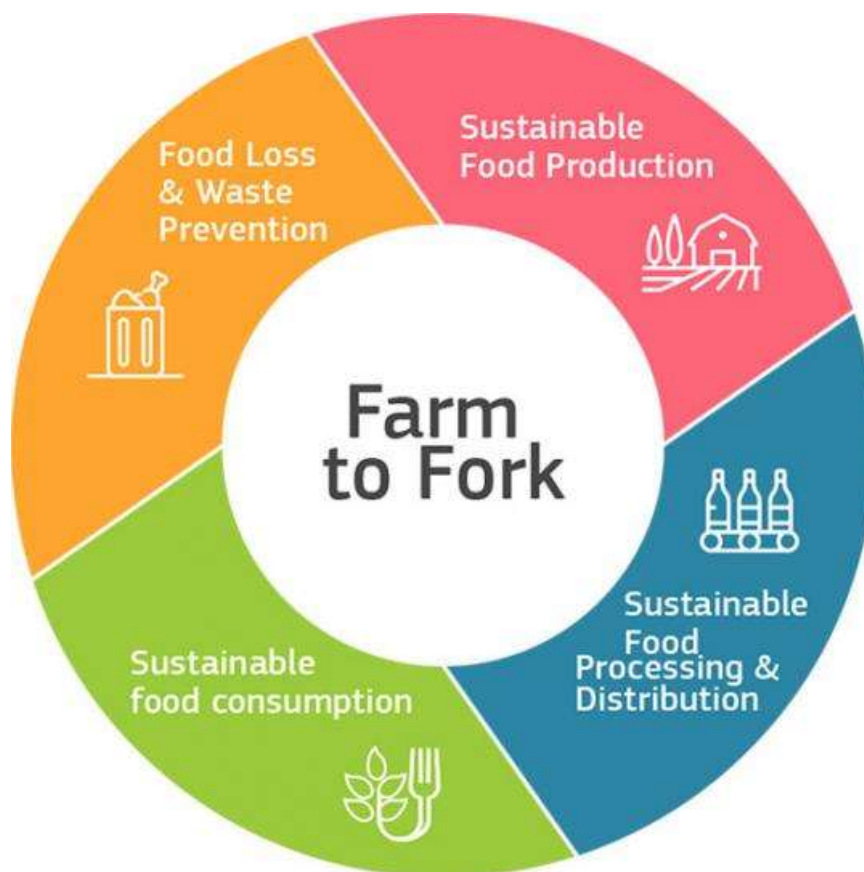 Sustainable
Food Production
Food Loss
& Waste
Prevention
Farm
to Fork
Sustainable
Food
Processing &
Distribution
Sustainable
food consumption